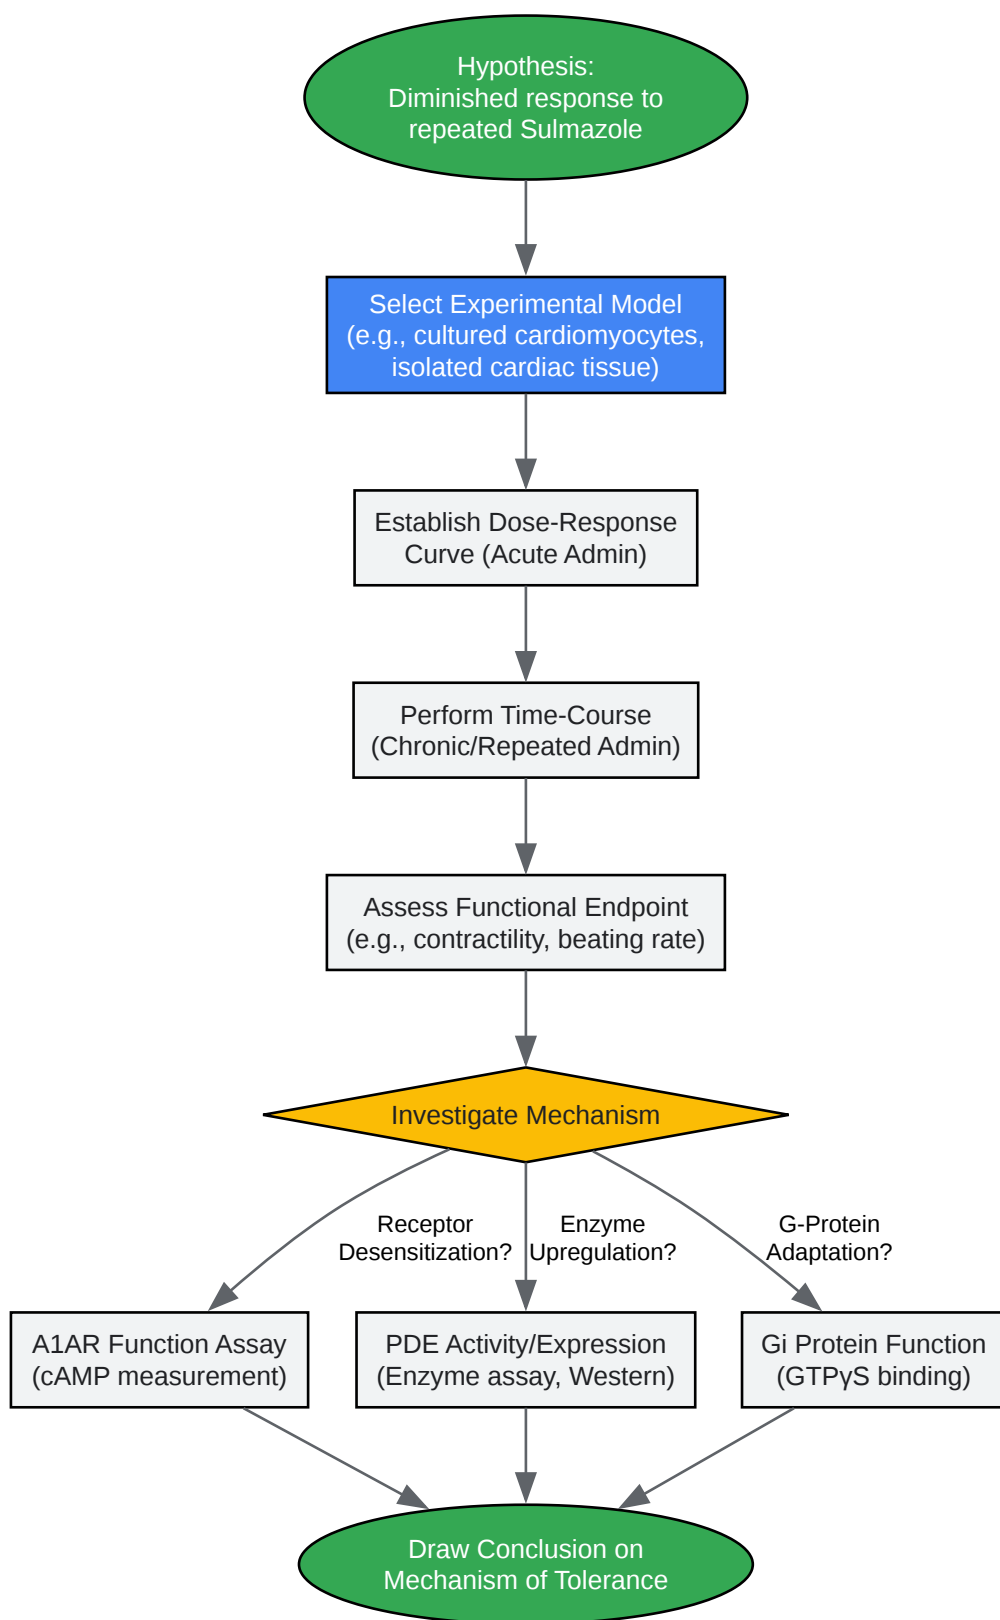 Hypothesis:
Diminished response to
repeated Sulmazole
Select Experimental Model
(e.g., cultured cardiomyocytes,
isolated cardiac tissue)
Establish Dose-Response
Curve (Acute Admin)
Perform Time-Course
(Chronic/Repeated Admin)
Assess Functional Endpoint
(e.g., contractility, beating rate)
Investigate Mechanism
Receptor
Desensitization?
Enzyme
Upregulation?
G-Protein
Adaptation?
A1AR Function Assay
(cAMP measurement)
PDE Activity/Expression
(Enzyme assay, Western)
Gi Protein Function
(GTPγS binding)
Draw Conclusion on
Mechanism of Tolerance